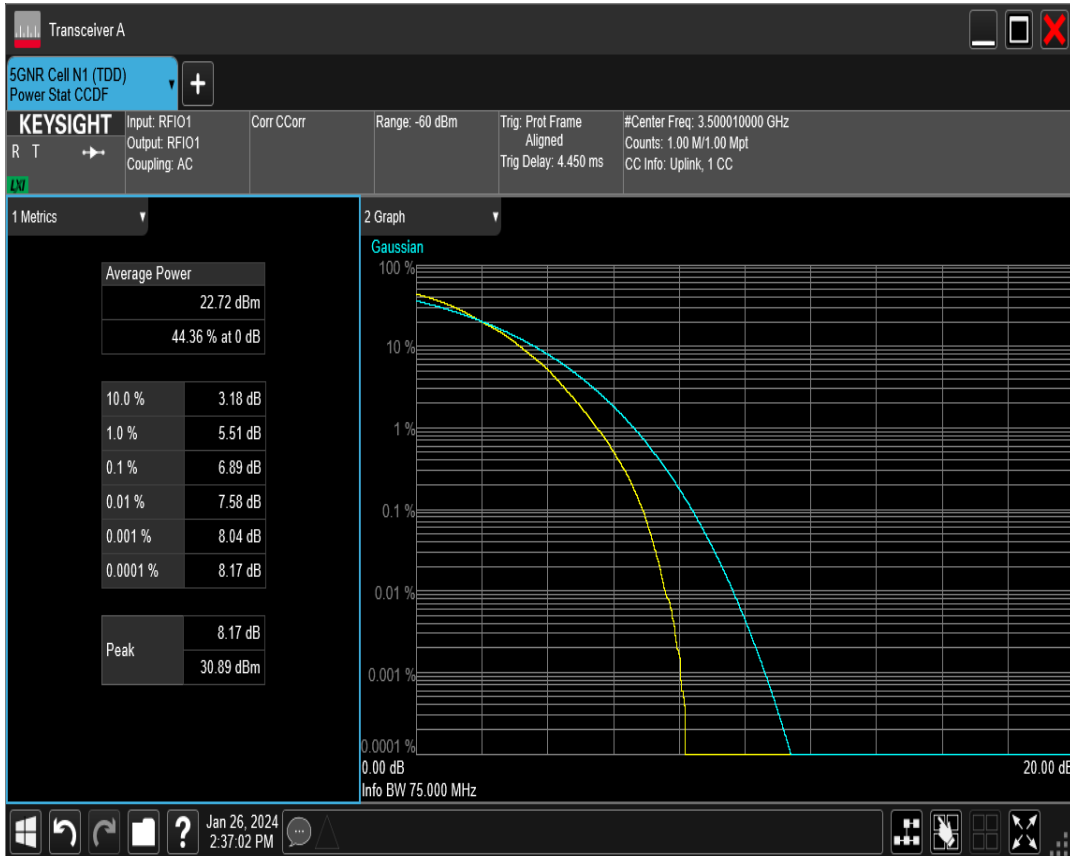 Transceiver A
5GNR Cell N1 (TDD)
Power Stat CCDF
+
KEYSIGHT
R T
LXI
Input: RFIO1
Output: RFIO1
Coupling: AC
Corr CCorr
Range: -60 dBm
Trig: Prot Frame
Aligned
Trig Delay: 4.450 ms
#Center Freq: 3.500010000 GHz
Counts: 1.00 M/1.00 Mpt
CC Info: Uplink, 1 CC
1 Metrics
Average Power
22.72 dBm
44.36 % at 0 dB
10.0 % 3.18 dB
1.0 % 5.51 dB
0.1 % 6.89 dB
0.01 % 7.58 dB
0.001 % 8.04 dB
0.0001 % 8.17 dB
Peak
8.17 dB
30.89 dBm
2 Graph
Gaussian
100 %
10 %
1 %
0.1 %
0.01 %
0.001 %
0.0001 %
0.00 dB 20.00 dB
Info BW 75.000 MHz
?
Jan 26, 2024
2:37:02 PM